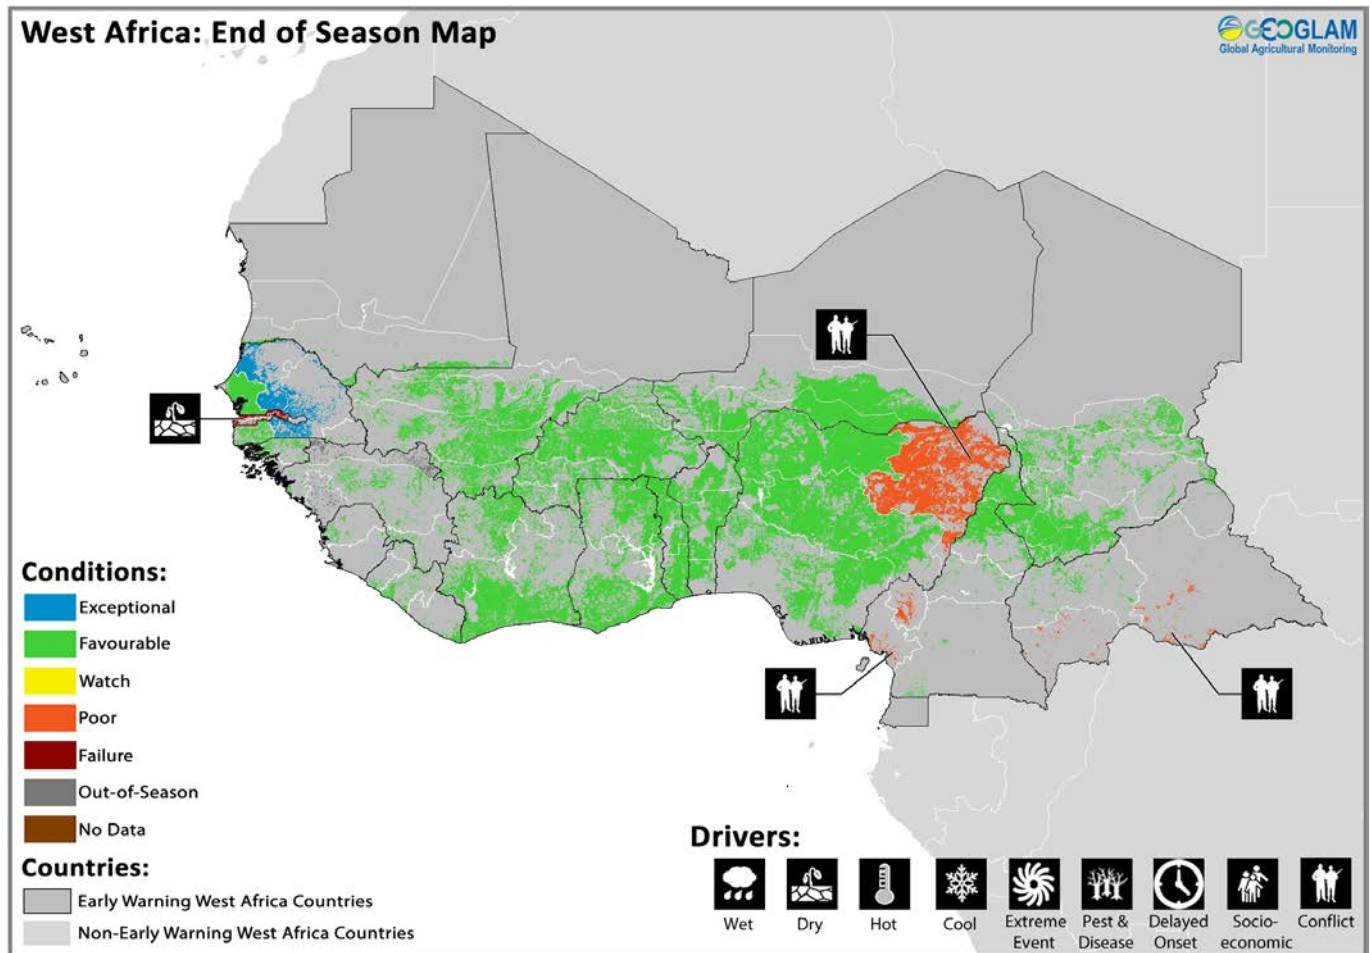 West Africa: End of Season Map
GEOGLAM
Global Agricultural Monitoring
Conditions:
Exceptional
Favourable
Watch
Poor
Failure
Out-of-Season
No Data
Countries:
Early Warning West Africa Countries
Non-Early Warning West Africa Countries
Drivers:
Wet
Dry
Hot
Cool
Extreme
Event
Pest &
Disease
Delayed
Onset
Socio-
economic
Conflict